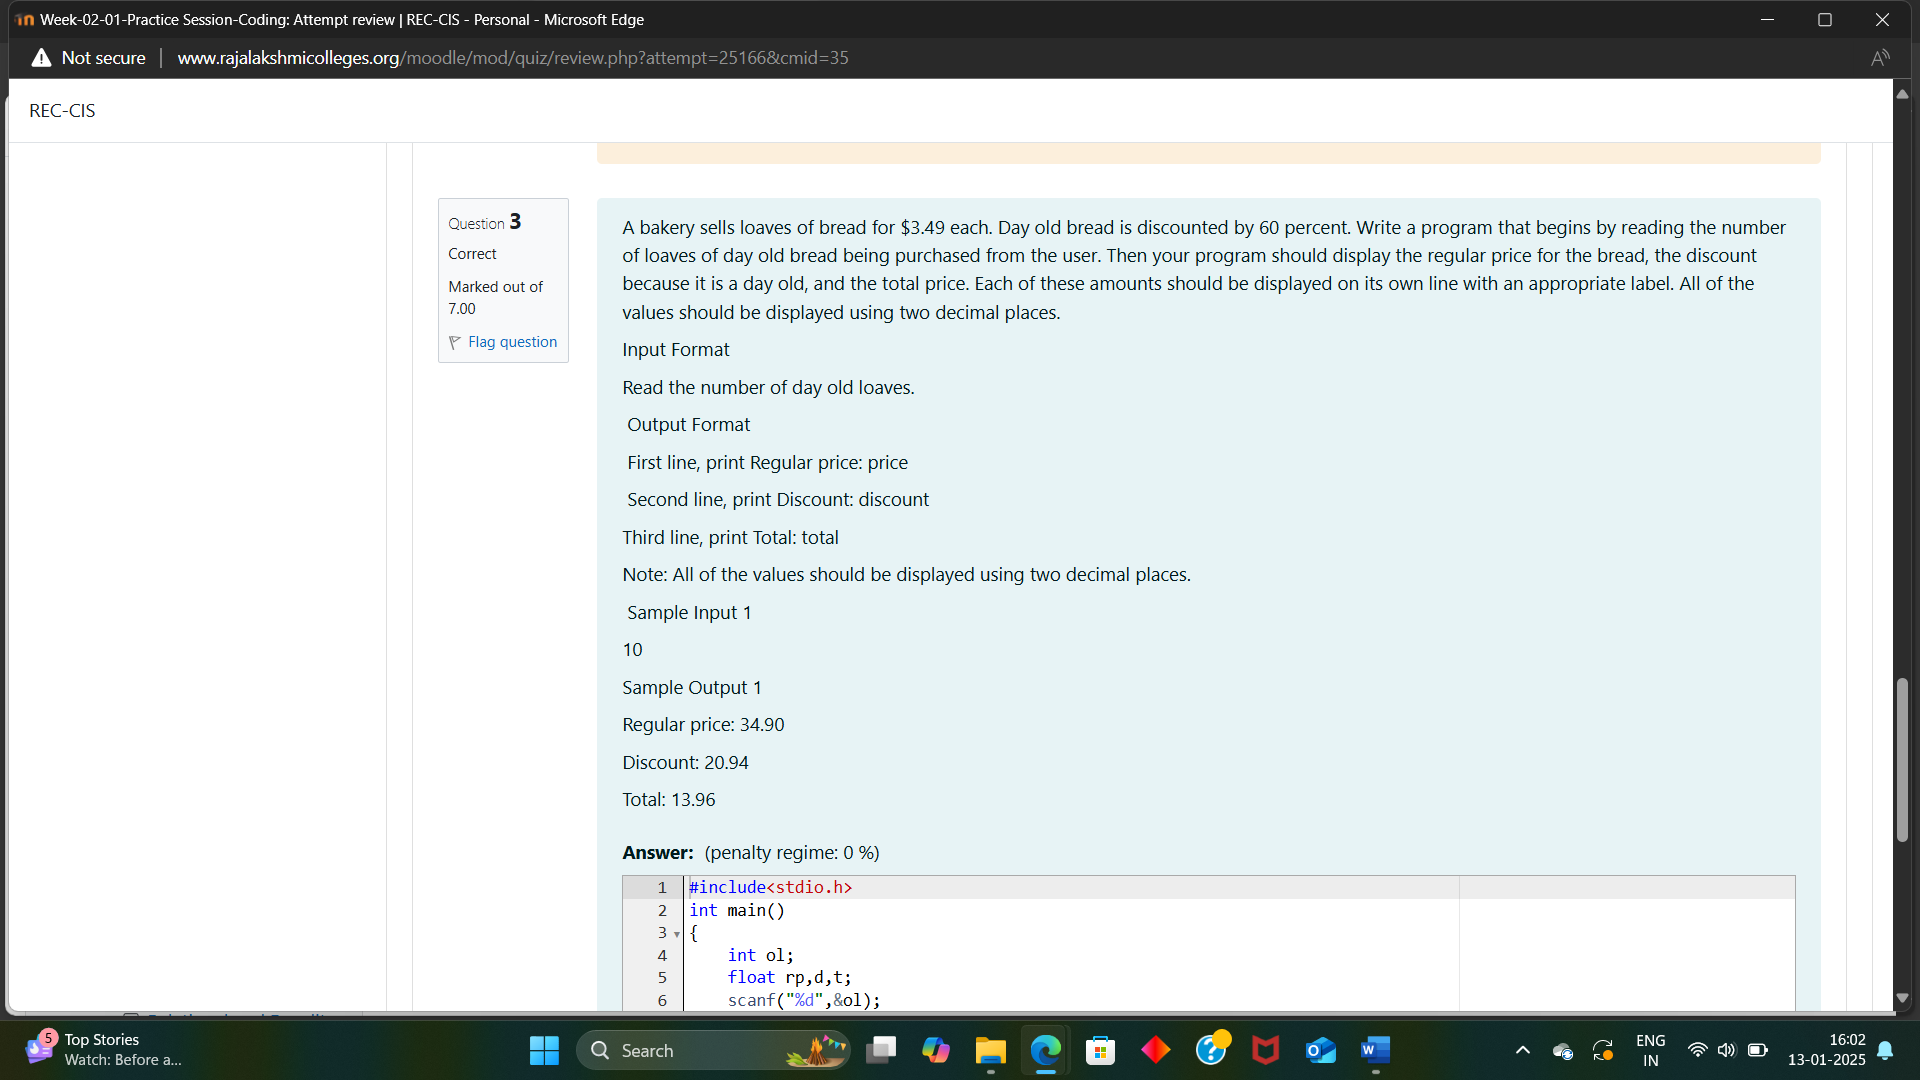 Week-02-01-Practice Session-Coding: Attempt review | REC-CIS - Personal - Microsoft Edge
Not secure | www.rajalakshmicolleges.org/moodle/mod/quiz/review.php?attempt=25166&cmid=35
REC-CIS
Question 3
Correct
Marked out of
7.00
Flag question
A bakery sells loaves of bread for $3.49 each. Day old bread is discounted by 60 percent. Write a program that begins by reading the number
of loaves of day old bread being purchased from the user. Then your program should display the regular price for the bread, the discount
because it is a day old, and the total price. Each of these amounts should be displayed on its own line with an appropriate label. All of the
values should be displayed using two decimal places.
Input Format
Read the number of day old loaves.
Output Format
First line, print Regular price: price
Second line, print Discount: discount
Third line, print Total: total
Note: All of the values should be displayed using two decimal places.
Sample Input 1
10
Sample Output 1
Regular price: 34.90
Discount: 20.94
Total: 13.96
Answer: (penalty regime: 0 %)
1 #include<stdio.h>
2 int main()
3 {
4 int ol;
5 float rp,d,t;
6 scanf("%d",&ol);
5
Top Stories
Watch: Before a...
Search
ENG
IN
16:02
13-01-2025